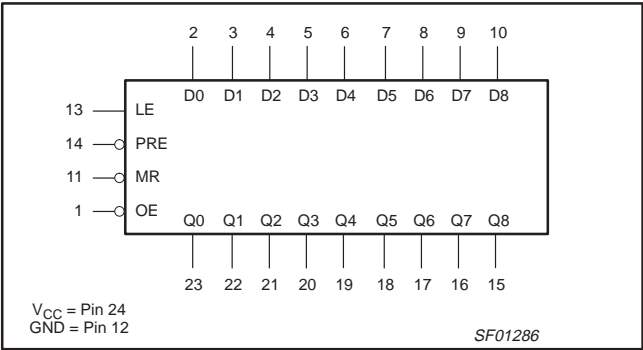 2 3 4 5 6 7 8 9 10
D0 D1 D2 D3 D4 D5 D6 D7 D8
13 LE
14 PRE
11 MR
1 OE
Q0 Q1 Q2 Q3 Q4 Q5 Q6 Q7 Q8
23 22 21 20 19 18 17 16 15
VCC = Pin 24
GND = Pin 12
SF01286